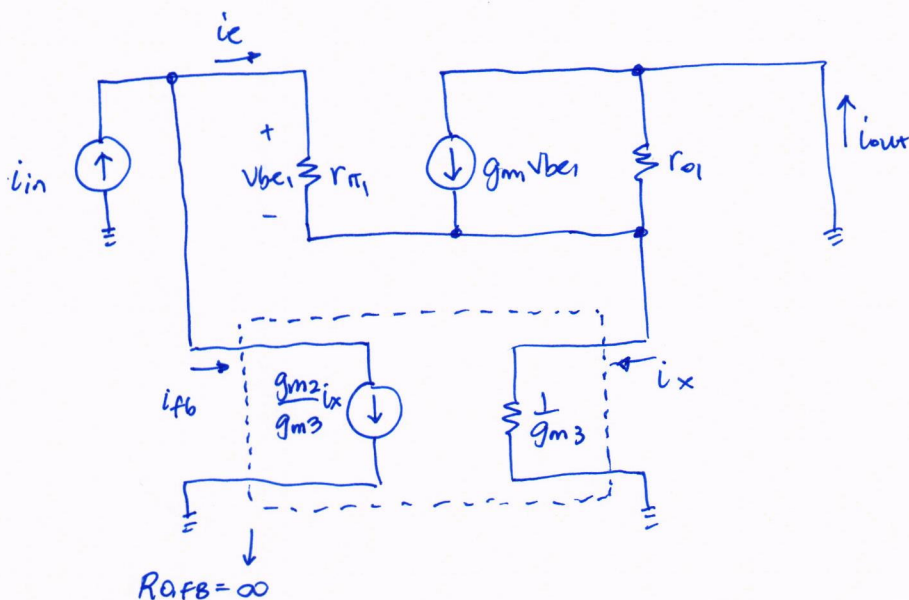 ie
iin
+
vbe1
-
rπ1
gm vbe1
ro1
iout
ifb
gm2/gm3 ix
1/gm3
ix
RofB = ∞